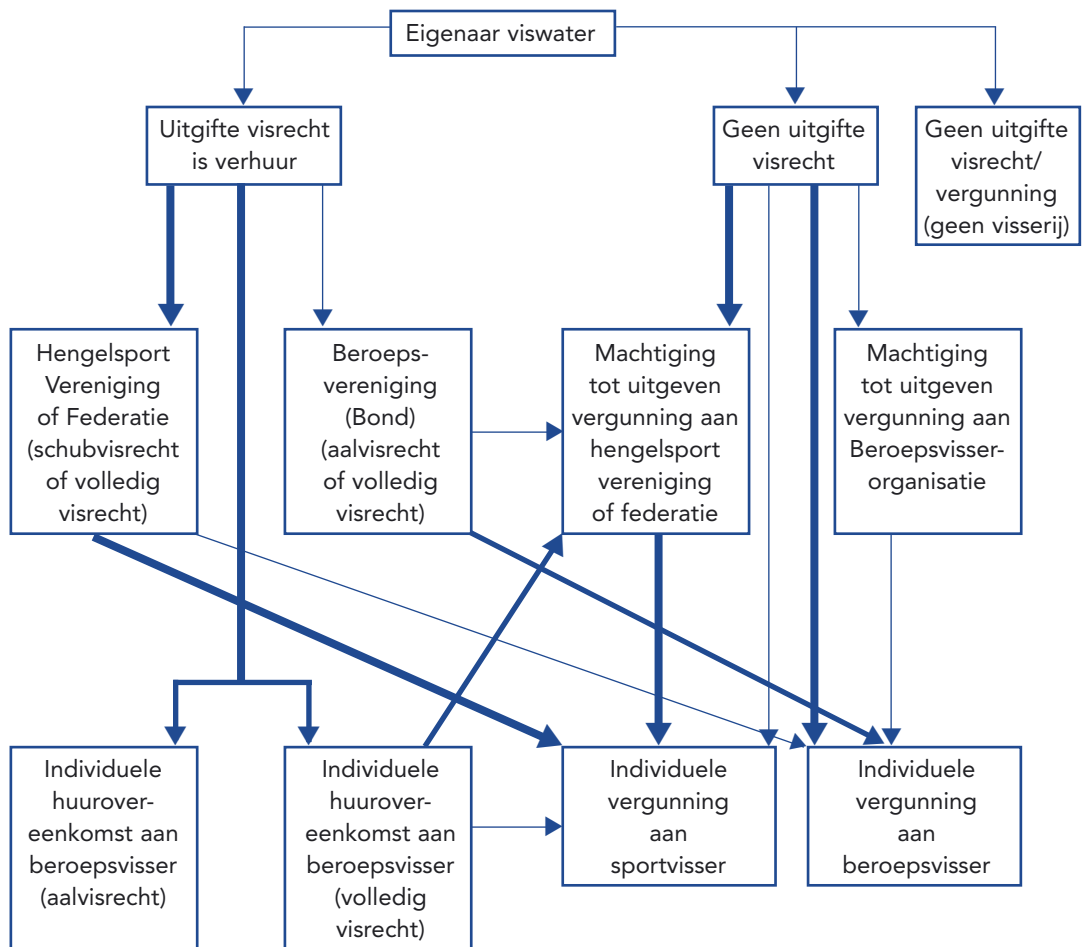 Eigenaar viswater
Uitgifte visrecht
is verhuur
Geen uitgifte
visrecht
Geen uitgifte
visrecht/
vergunning
(geen visserij)
Hengelsport
Vereniging
of Federatie
(schubvisrecht
of volledig
visrecht)
Beroeps-
vereniging
(Bond)
(aalvisrecht
of volledig
visrecht)
Machtiging
tot uitgeven
vergunning aan
hengelsport
vereniging
of federatie
Machtiging
tot uitgeven
vergunning aan
Beroepsvisser-
organisatie
Individuele
huurover-
eenkomst aan
beroepsvisser
(aalvisrecht)
Individuele
huurover-
eenkomst aan
beroepsvisser
(volledig
visrecht)
Individuele
vergunning
aan
sportvisser
Individuele
vergunning
aan
beroepsvisser